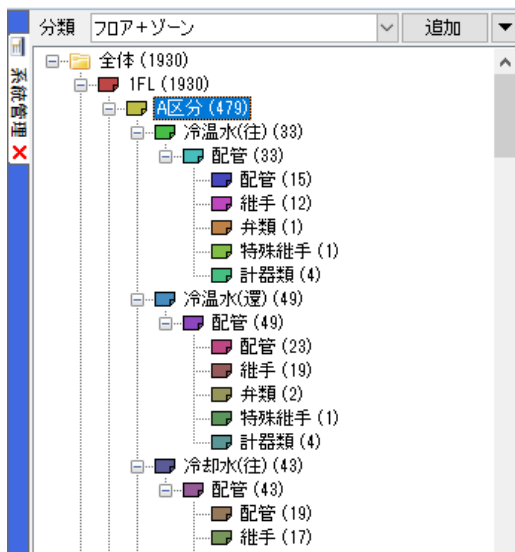 分類 フロア+ゾーン 追加
系統管理
全体 (1930)
1FL (1930)
A区分 (479)
冷温水(往) (33)
配管 (33)
配管 (15)
継手 (12)
弁類 (1)
特殊継手 (1)
計器類 (4)
冷温水(還) (49)
配管 (49)
配管 (23)
継手 (19)
弁類 (2)
特殊継手 (1)
計器類 (4)
冷却水(往) (43)
配管 (43)
配管 (19)
継手 (17)